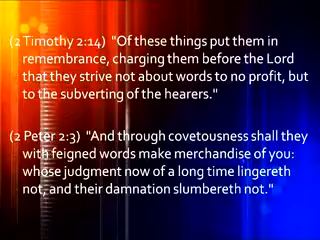 (2 Timothy 2:14)  "Of these things put them in
remembrance, charging them before the Lord
that they strive not about words to no profit, but
to the subverting of the hearers."
(2 Peter 2:3)  "And through covetousness shall they
with feigned words make merchandise of you:
whose judgment now of a long time lingereth
not, and their damnation slumbereth not."